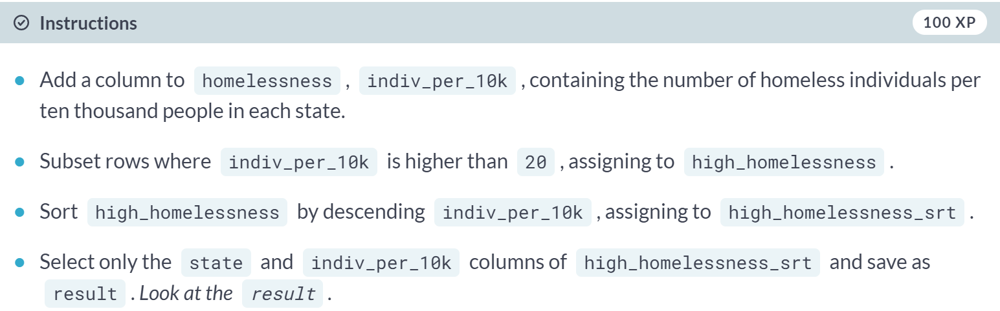 Instructions 100 XP
Add a column to homelessness , indiv_per_10k , containing the number of homeless individuals per
ten thousand people in each state.
Subset rows where indiv_per_10k is higher than 20 , assigning to high_homelessness .
Sort high_homelessness by descending indiv_per_10k , assigning to high_homelessness_srt .
Select only the state and indiv_per_10k columns of high_homelessness_srt and save as
result . Look at the result .